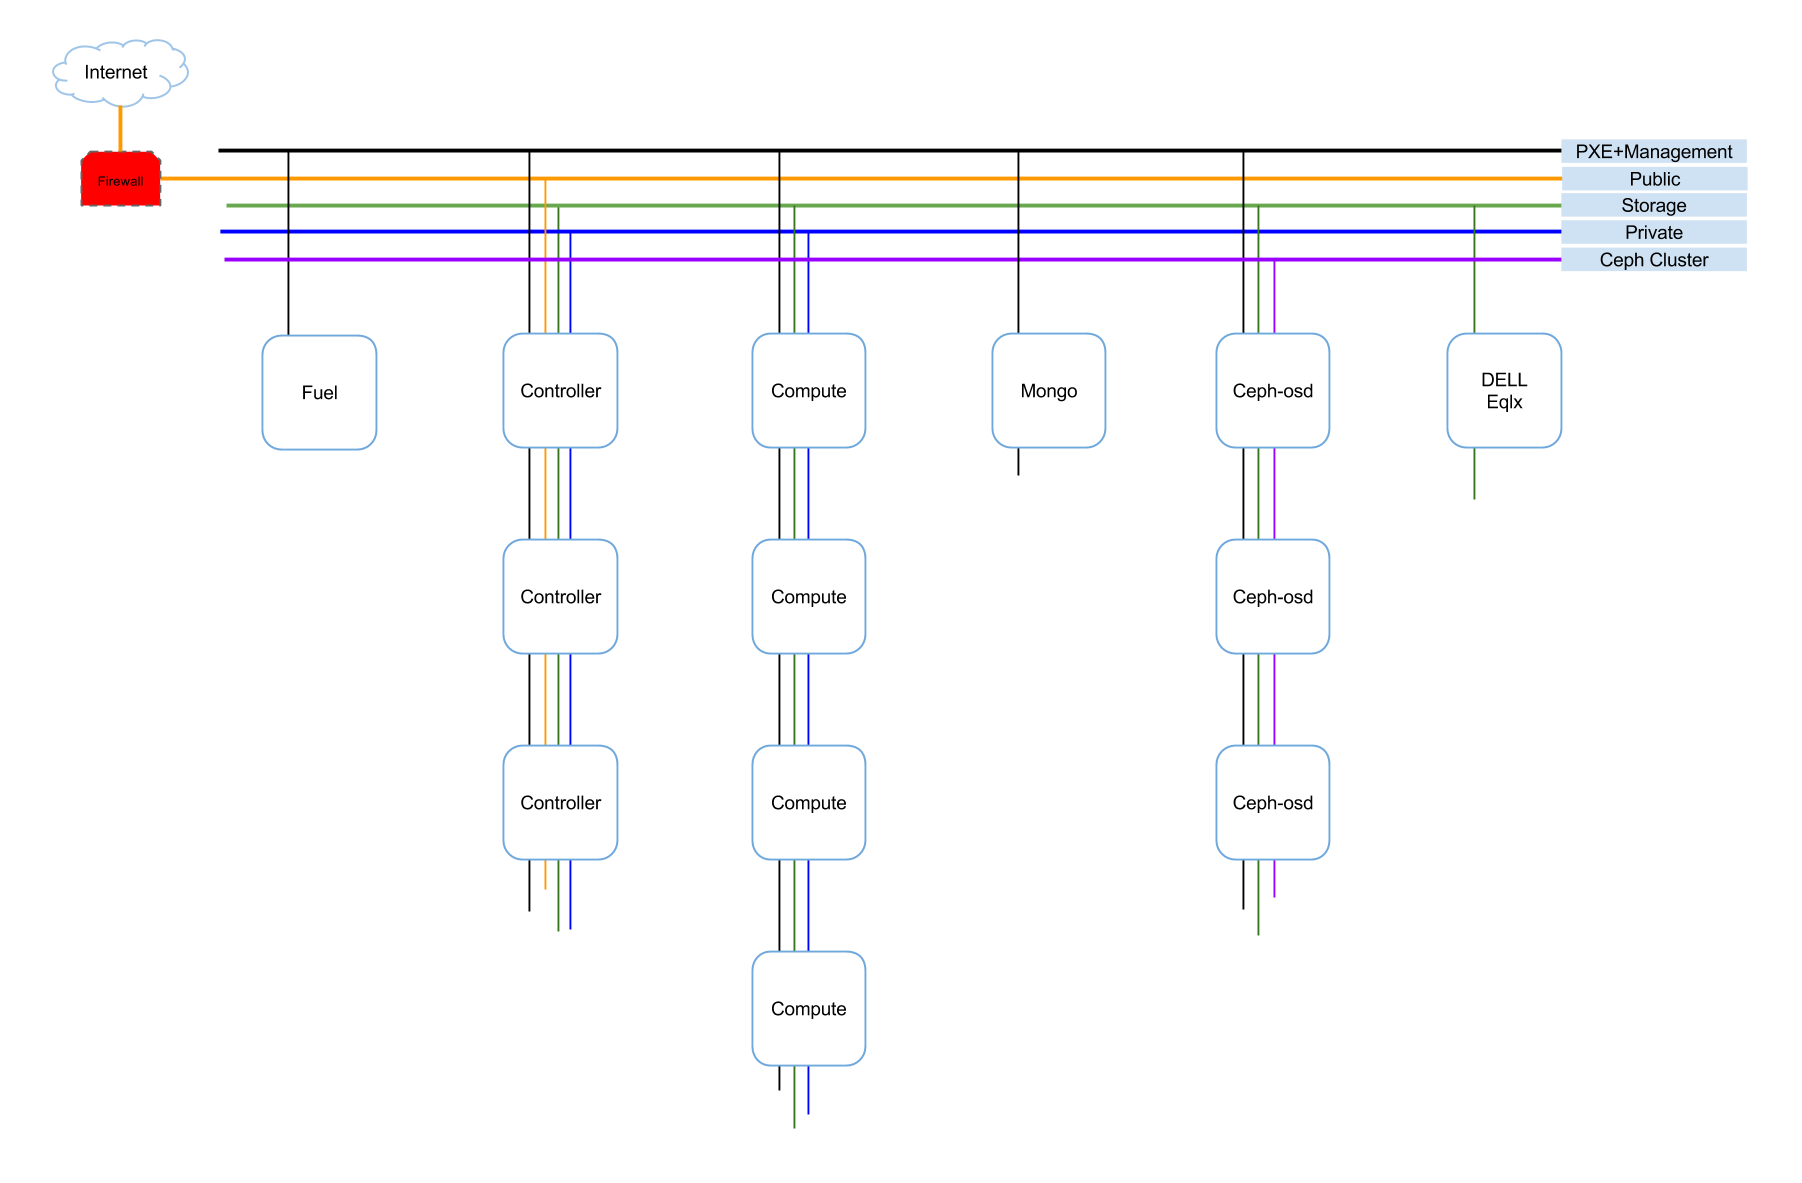 Internet
Firewall
PXE+Management
Public
Storage
Private
Ceph Cluster
Fuel
Controller
Compute
Mongo
Ceph-osd
DELL
Eqlx
Controller
Compute
Ceph-osd
Controller
Compute
Ceph-osd
Compute